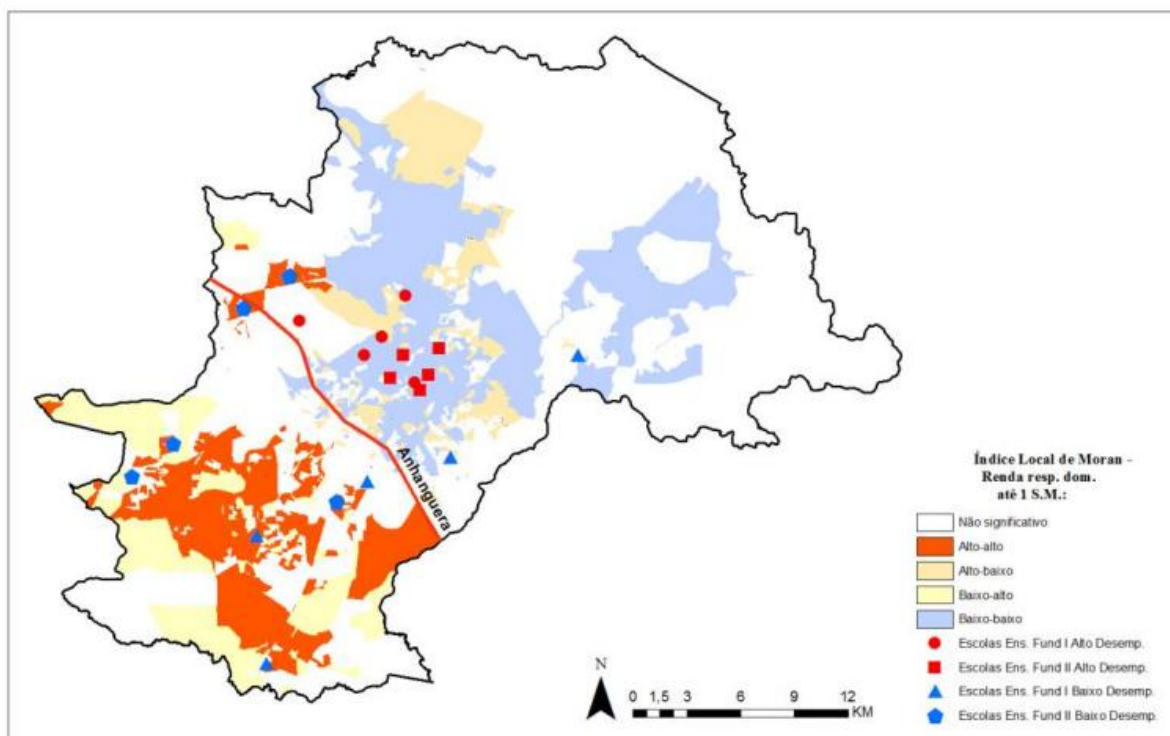 Anhanguera
Índice Local de Moran -
Renda resp. dom.
até 1 S.M.:
Não significativo
Alto-alto
Alto-baixo
Baixo-alto
Baixo-baixo
Escolas Ens. Fund I Alto Desemp.
Escolas Ens. Fund II Alto Desemp.
Escolas Ens. Fund I Baixo Desemp.
Escolas Ens. Fund II Baixo Desemp.
N
0 1,5 3 6 9 12
KM